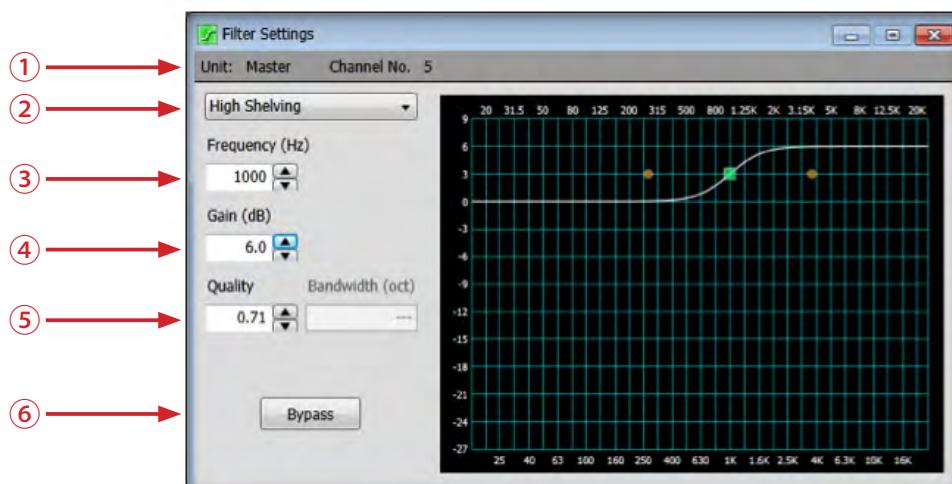 Filter Settings
① Unit: Master Channel No. 5
② High Shelving
Frequency (Hz)
③ 1000
Gain (dB)
④ 6.0
Quality Bandwidth (oct)
⑤ 0.71 ---
⑥ Bypass
20 31.5 50 80 125 200 315 500 800 1.25K 2K 3.15K 5K 8K 12.5K 20K
9
6
3
0
-3
-6
-9
-12
-15
-18
-21
-24
-27
25 40 63 100 160 250 400 630 1K 1.6K 2.5K 4K 6.3K 10K 16K